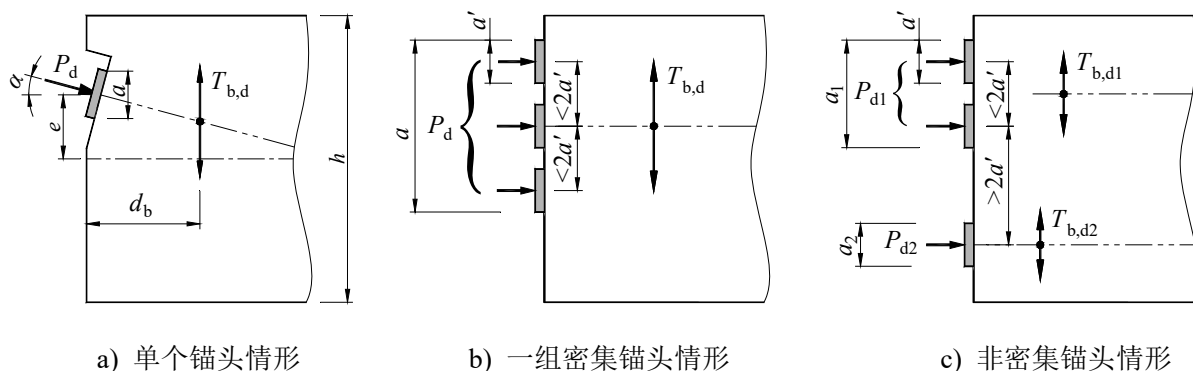 α
P_d
a
e
T_b,d
d_b
h
a) 单个锚头情形
a
P_d
a′
<2a′
<2a′
T_b,d
b) 一组密集锚头情形
a_1
P_d1
a′
<2a′
>2a′
T_b,d1
a_2
P_d2
T_b,d2
c) 非密集锚头情形